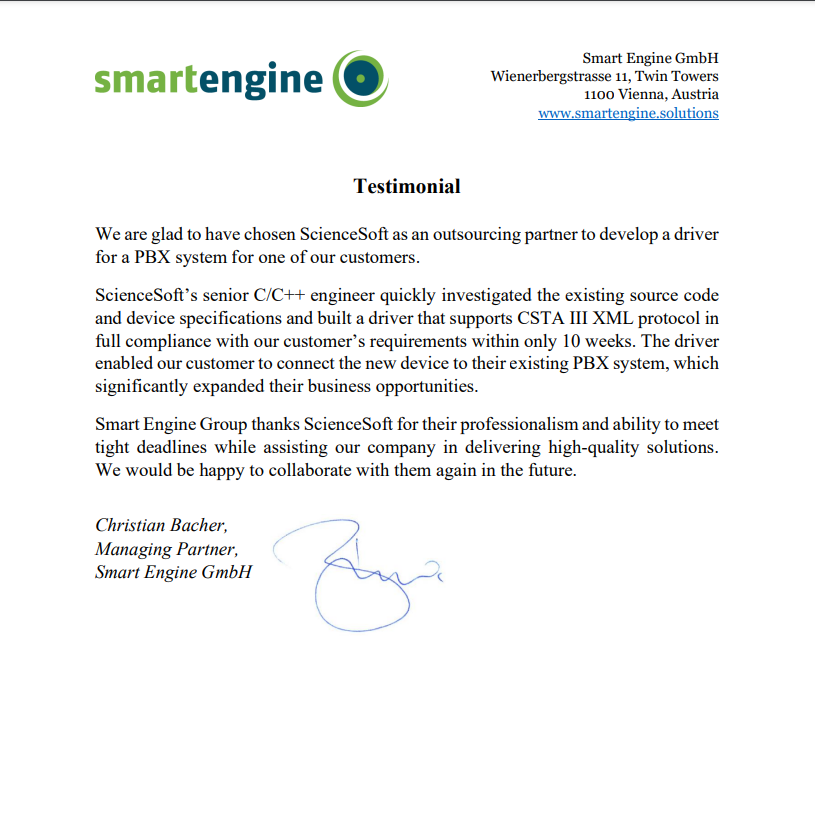 smartengine
Smart Engine GmbH
Wienerbergstrasse 11, Twin Towers
1100 Vienna, Austria
www.smartengine.solutions
Testimonial
We are glad to have chosen ScienceSoft as an outsourcing partner to develop a driver
for a PBX system for one of our customers.
ScienceSoft’s senior C/C++ engineer quickly investigated the existing source code
and device specifications and built a driver that supports CSTA III XML protocol in
full compliance with our customer’s requirements within only 10 weeks. The driver
enabled our customer to connect the new device to their existing PBX system, which
significantly expanded their business opportunities.
Smart Engine Group thanks ScienceSoft for their professionalism and ability to meet
tight deadlines while assisting our company in delivering high-quality solutions.
We would be happy to collaborate with them again in the future.
Christian Bacher,
Managing Partner,
Smart Engine GmbH